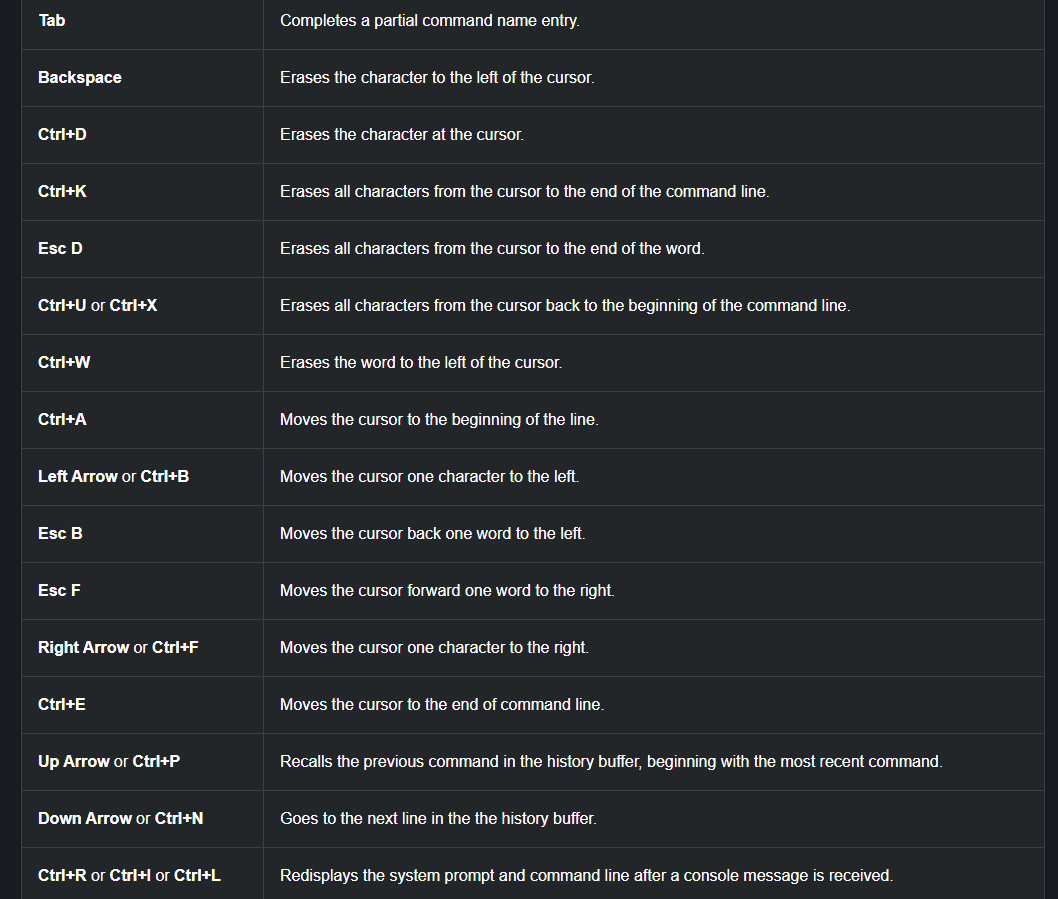 Tab Completes a partial command name entry.
Backspace Erases the character to the left of the cursor.
Ctrl+D Erases the character at the cursor.
Ctrl+K Erases all characters from the cursor to the end of the command line.
Esc D Erases all characters from the cursor to the end of the word.
Ctrl+U or Ctrl+X Erases all characters from the cursor back to the beginning of the command line.
Ctrl+W Erases the word to the left of the cursor.
Ctrl+A Moves the cursor to the beginning of the line.
Left Arrow or Ctrl+B Moves the cursor one character to the left.
Esc B Moves the cursor back one word to the left.
Esc F Moves the cursor forward one word to the right.
Right Arrow or Ctrl+F Moves the cursor one character to the right.
Ctrl+E Moves the cursor to the end of command line.
Up Arrow or Ctrl+P Recalls the previous command in the history buffer, beginning with the most recent command.
Down Arrow or Ctrl+N Goes to the next line in the the history buffer.
Ctrl+R or Ctrl+I or Ctrl+L Redisplays the system prompt and command line after a console message is received.